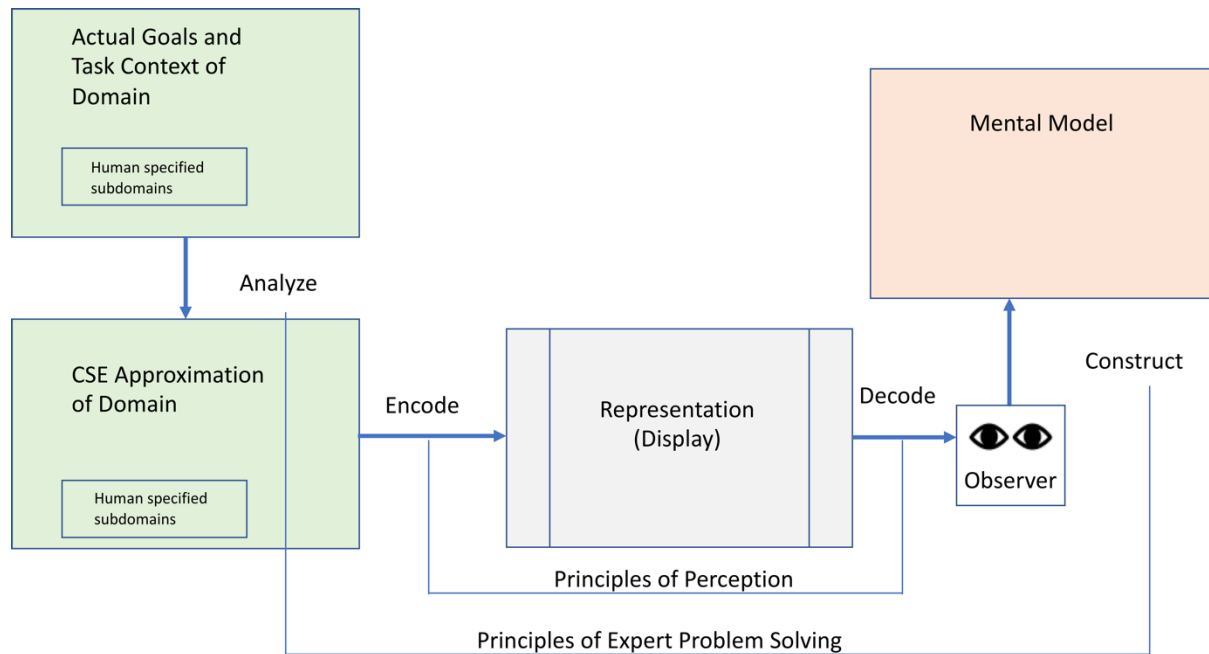 Actual Goals and
Task Context of
Domain
Human specified
subdomains
Mental Model
Analyze
CSE Approximation
of Domain
Human specified
subdomains
Encode
Representation
(Display)
Decode
Observer
Construct
Principles of Perception
Principles of Expert Problem Solving